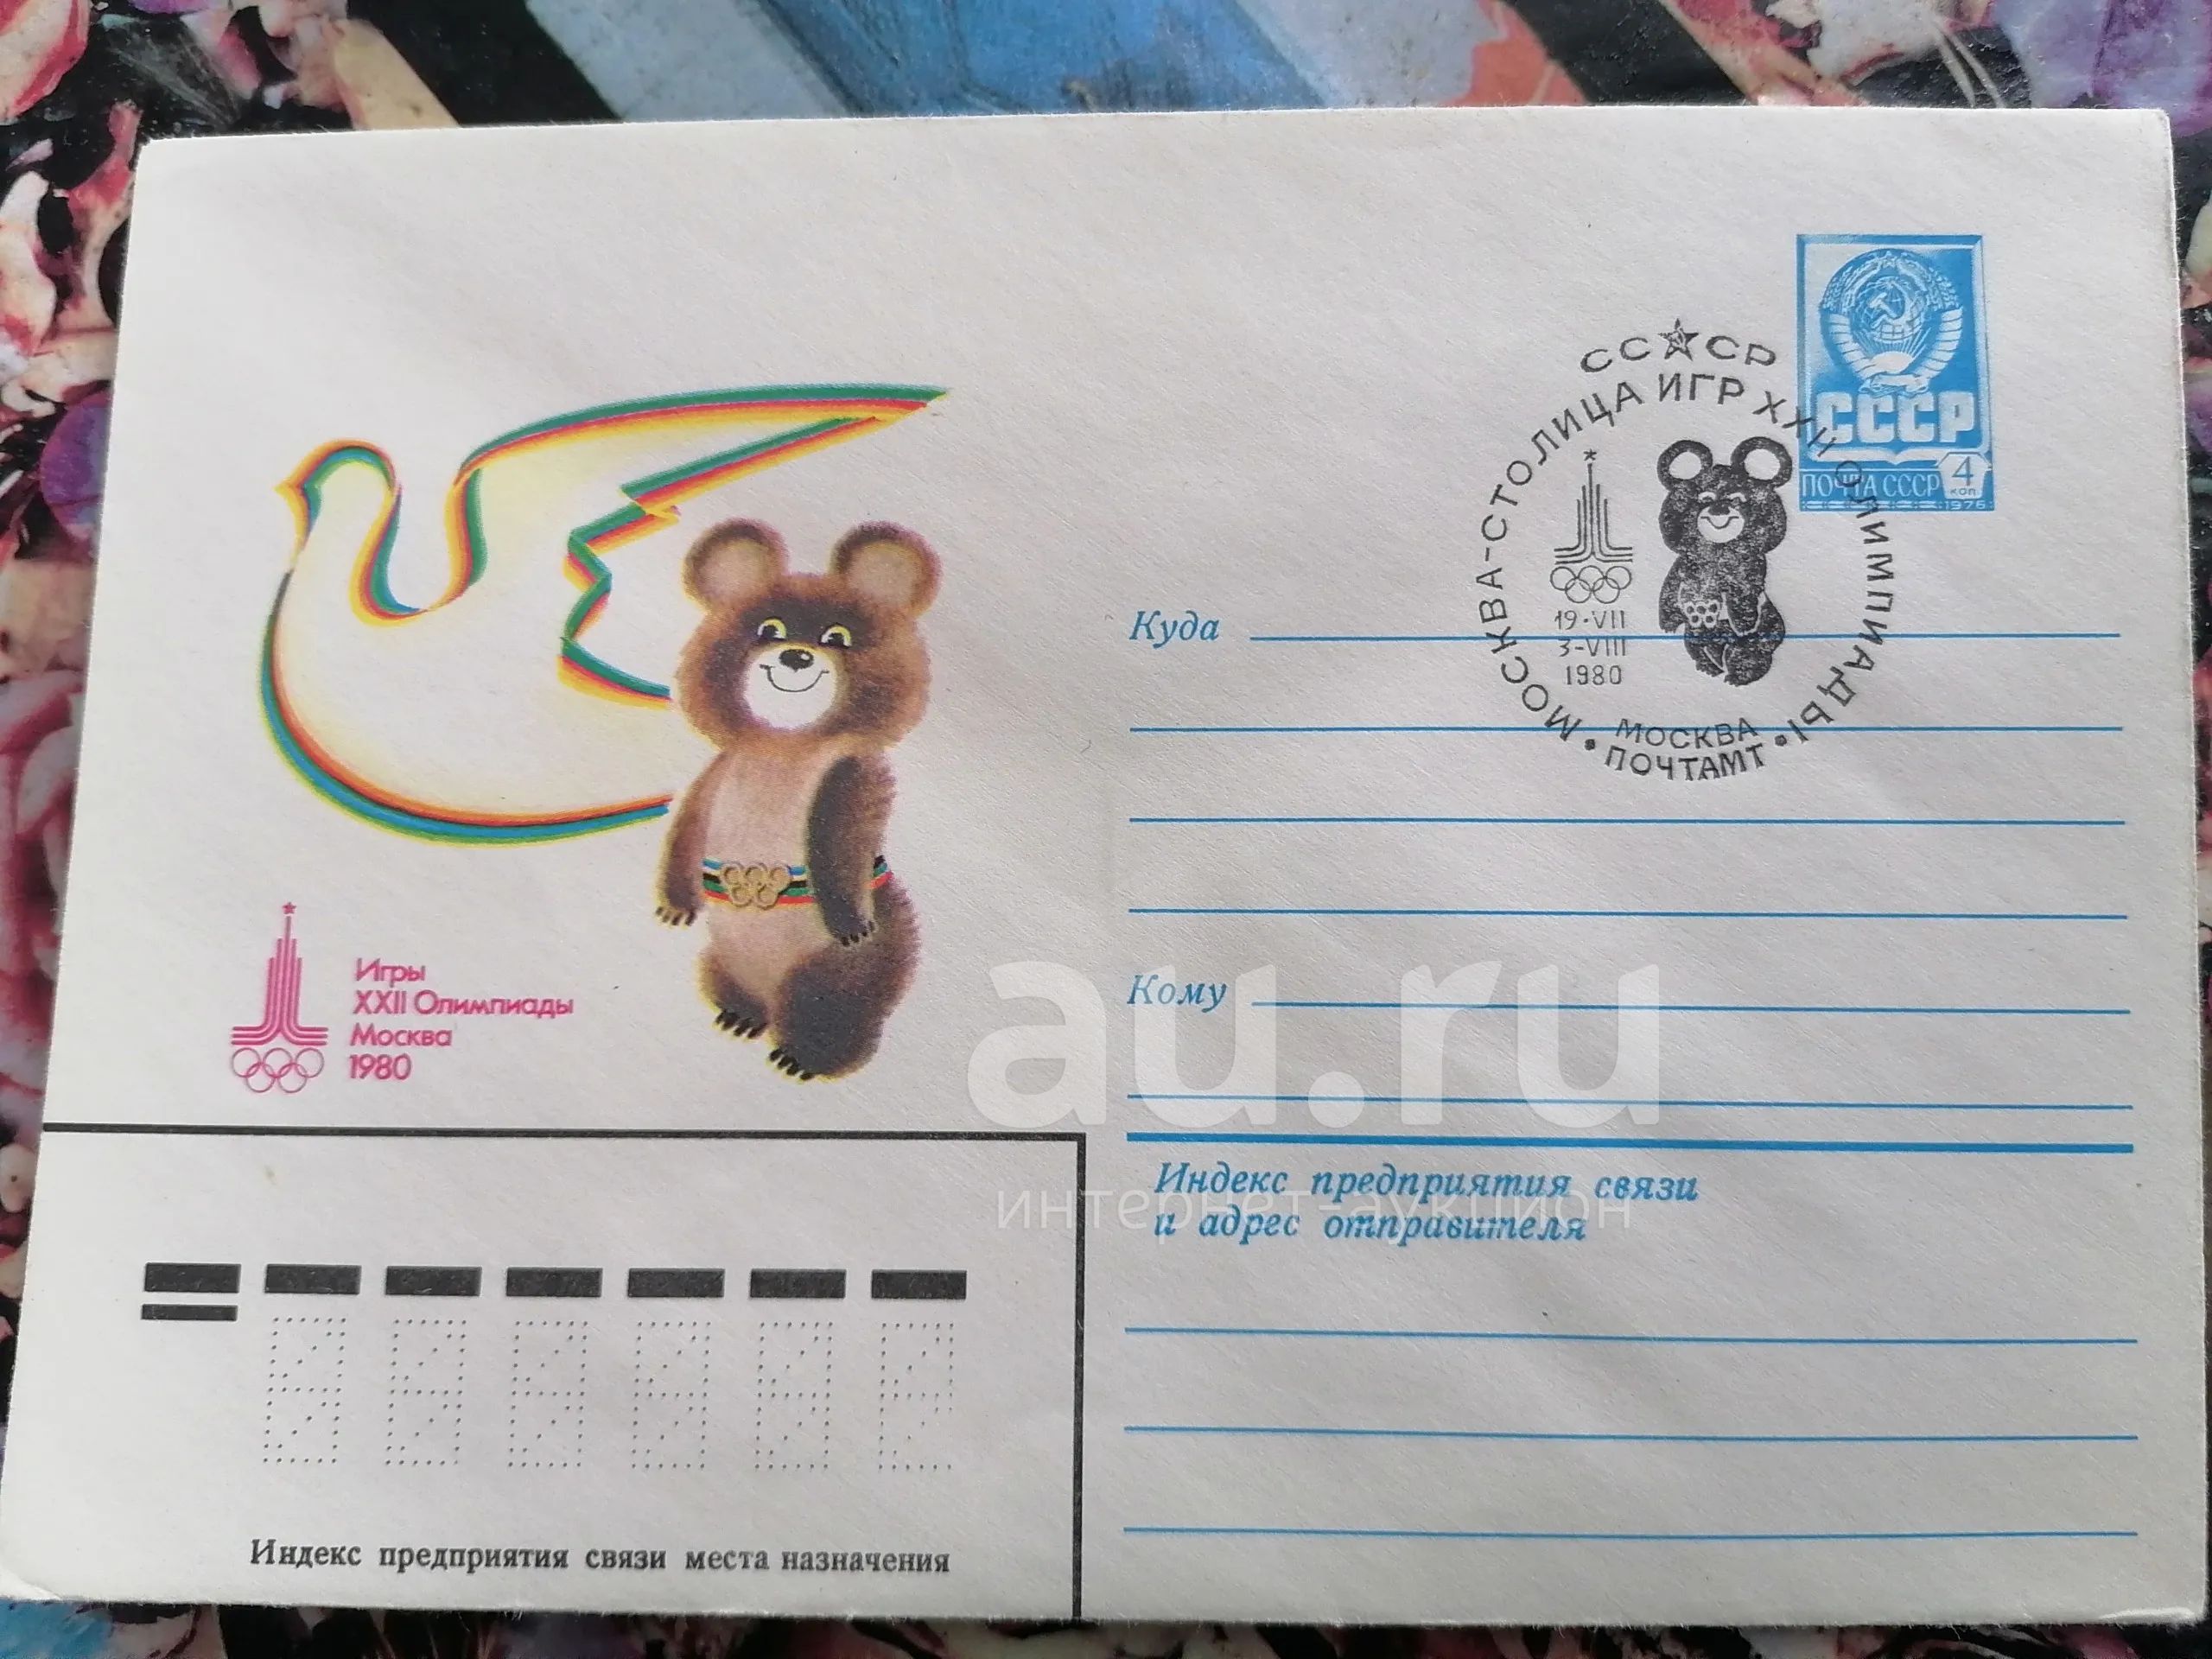 СССР
МОСКВА-СТОЛИЦА ИГР XXII ОЛИМПИАДЫ
19-VII
3-VIII
1980
МОСКВА
ПОЧТАМТ
СССР
ПОЧТА СССР
4
КОП
1976
Игры
XXII Олимпиады
Москва
1980
Куда
Кому
au.ru
интернет-аукцион
Индекс предприятия связи
и адрес отправителя
Индекс предприятия связи места назначения